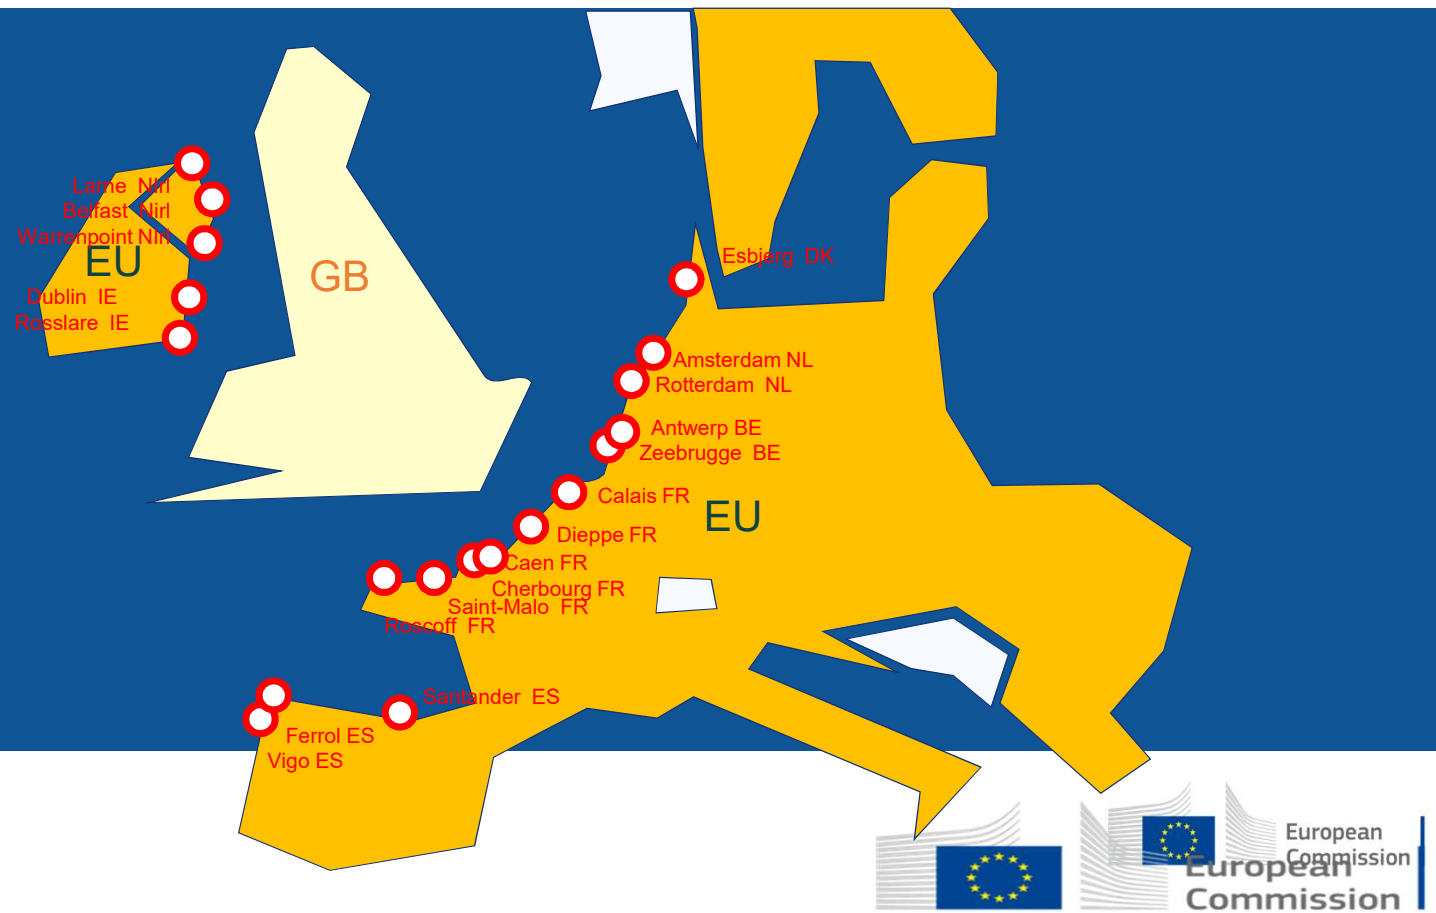 Larne NIrl
Belfast Nirl
Warrenpoint NIrl
EU
Dublin IE
Rosslare IE
GB
Esbjerg DK
Amsterdam NL
Rotterdam NL
Antwerp BE
Zeebrugge BE
Calais FR
EU
Dieppe FR
Caen FR
Cherbourg FR
Saint-Malo FR
Roscoff FR
Santander ES
Ferrol ES
Vigo ES
European
Commission
European
Commission